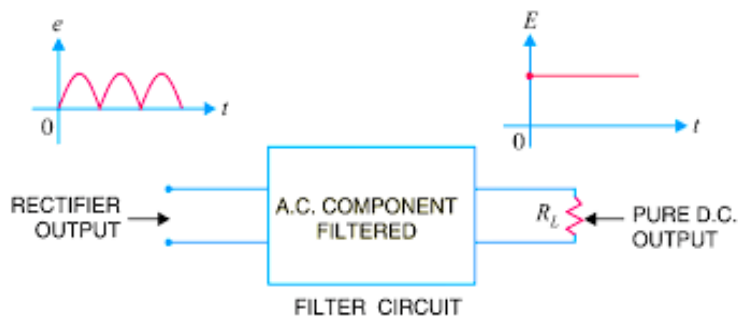 e
0
t
E
0
t
RECTIFIER
OUTPUT
A.C. COMPONENT
FILTERED
R_L
PURE D.C.
OUTPUT
FILTER CIRCUIT